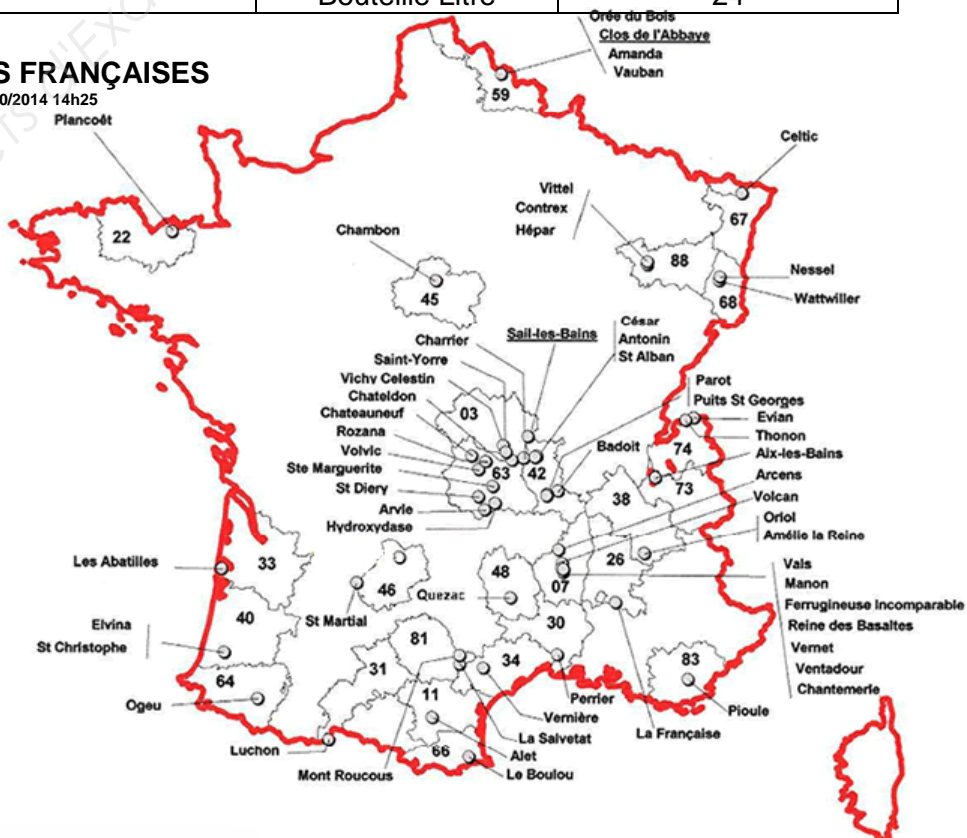 Bouteille Litre
S FRANÇAISES
0/2014 14h25
Orée du Bois
Clos de l'Abbaye
Amanda
Vauban
59
Plancoët
22
Celtic
67
Vittel
Contrex
Hépar
88
Chambon
45
Nessel
Wattwiller
68
Charrier
Sail-les-Bains
César
Antonin
St Alban
Saint-Yorre
Vichy Celestin
Chateldon
Chateauneuf
Rozana
Volvic
Ste Marguerite
St Diery
Arvie
Hydroxydase
03
63
42
Badoit
Parot
Puits St Georges
Evian
Thonon
Aix-les-Bains
Arcens
Volcan
Oriol
Amélie la Reine
74
73
38
26
07
Vals
Manon
Ferrugineuse Incomparable
Reine des Basaltes
Vernet
Ventadour
Chantemerle
Les Abatilles
33
46
St Martial
48
Quezac
Elvina
St Christophe
40
81
30
64
31
34
83
11
Ogeu
Perrier
Pioule
Vernière
La Française
La Salvetat
Luchon
66
Alet
Mont Roucous
Le Boulou